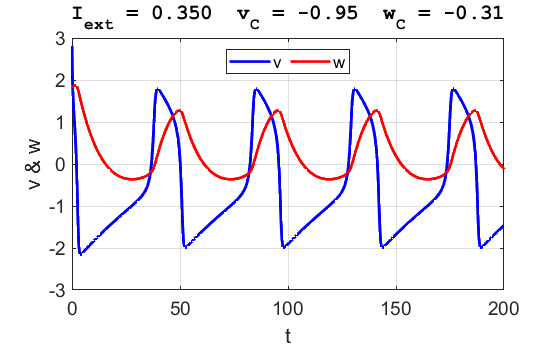 I_ext = 0.350  v_C = -0.95  w_C = -0.31
3
2
1
0
-1
-2
-3
v & w
v w
0 50 100 150 200
t